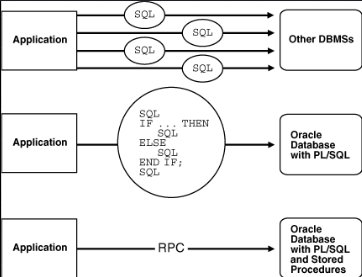 SQL
SQL
Application
Other DBMSs
SQL
SQL
SQL
IF ... THEN
SQL
ELSE
SQL
END IF;
SQL
Application
Oracle
Database
with PL/SQL
Application
RPC
Oracle
Database
with PL/SQL
and Stored
Procedures